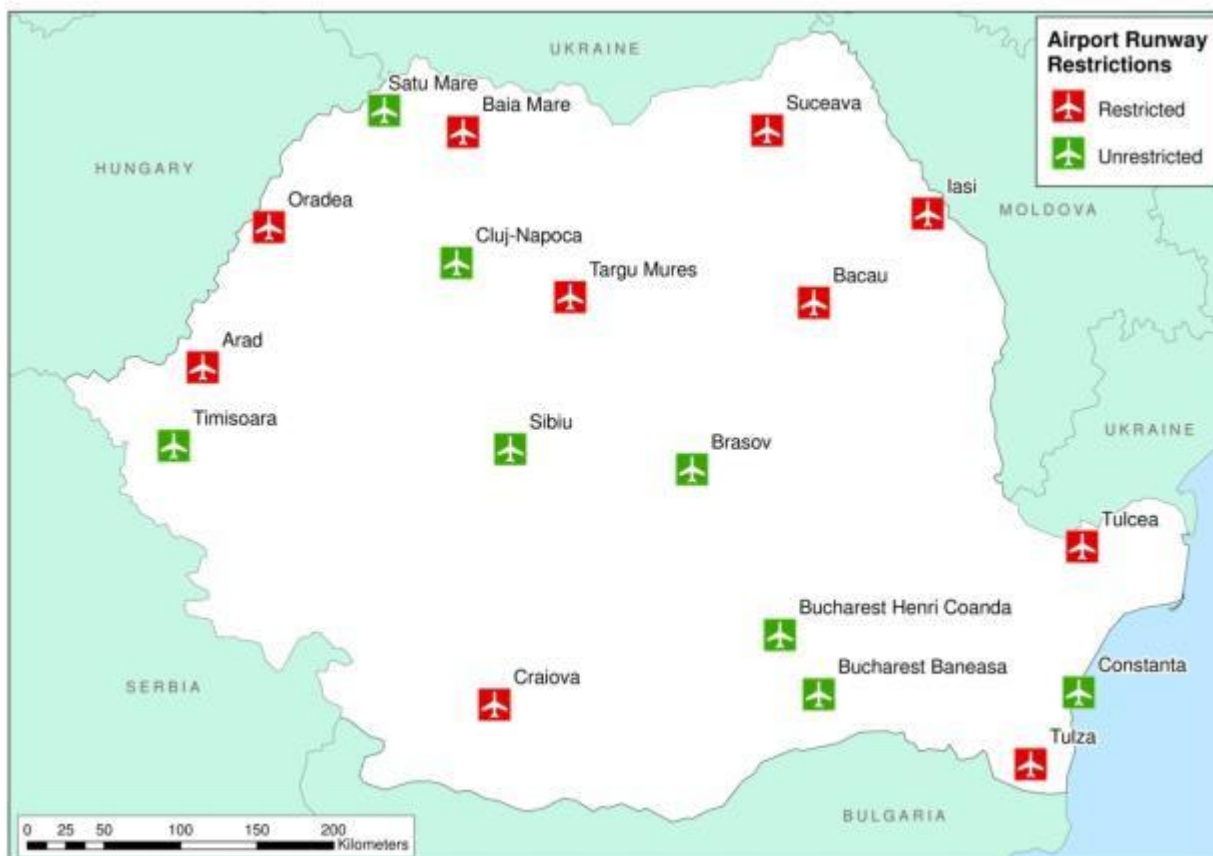 UKRAINE
Airport Runway
Restrictions
Restricted
Unrestricted
Satu Mare
Baia Mare
Suceava
HUNGARY
Oradea
Iasi
MOLDOVA
Cluj-Napoca
Targu Mures
Bacau
Arad
Timisoara
Sibiu
Brasov
UKRAINE
Tulcea
Bucharest Henri Coanda
Bucharest Baneasa
Constanta
SERBIA
Craiova
Tulza
BULGARIA
0 25 50 100 150 200
Kilometers